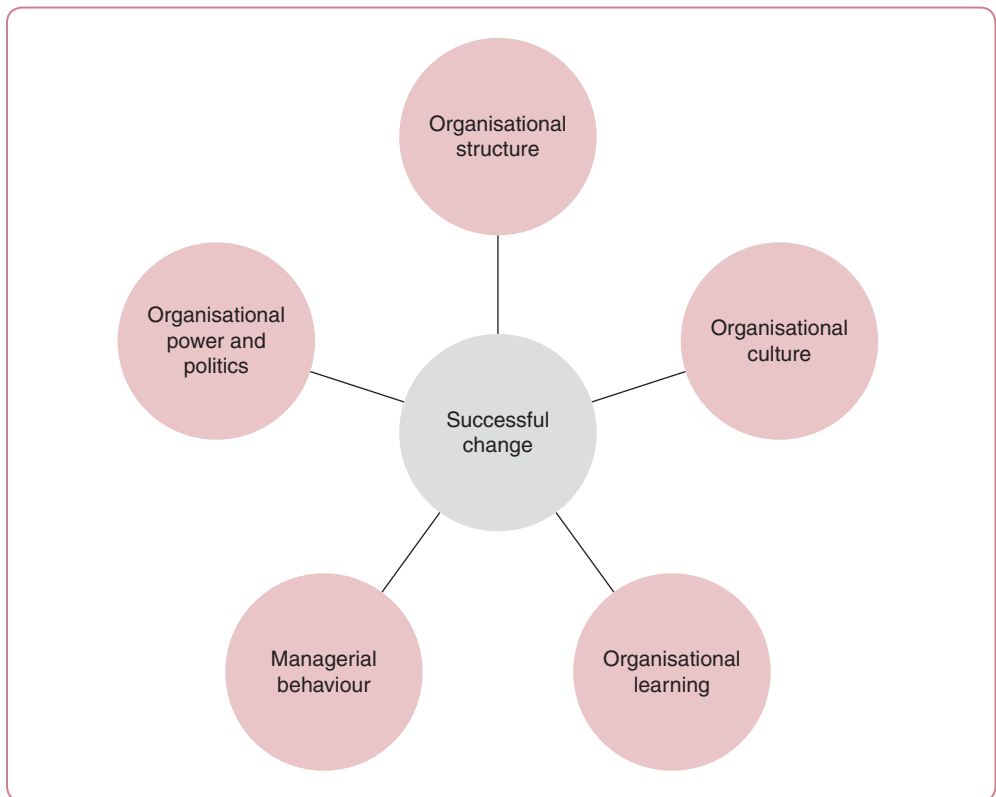 Organisational
structure
Organisational
power and
politics
Organisational
culture
Successful
change
Managerial
behaviour
Organisational
learning